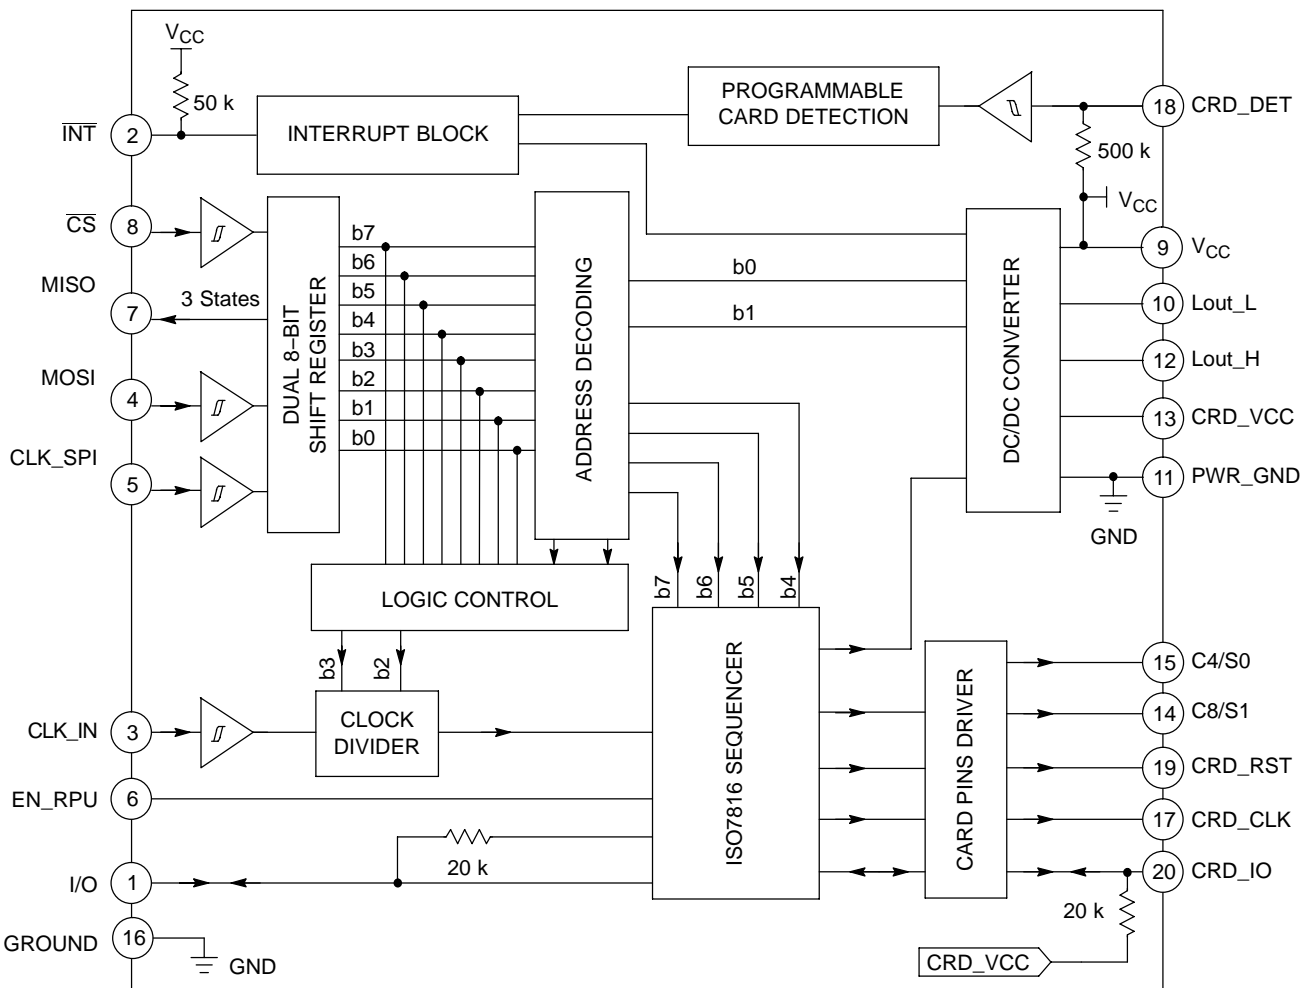 VCC
50 k
INT
2
INTERRUPT BLOCK
PROGRAMMABLE
CARD DETECTION
18
CRD_DET
500 k
VCC
CS
8
MISO
7
3 States
MOSI
4
CLK_SPI
5
DUAL 8–BIT
SHIFT REGISTER
b7
b6
b5
b4
b3
b2
b1
b0
ADDRESS DECODING
b0
b1
DC/DC CONVERTER
9
VCC
10
Lout_L
12
Lout_H
13
CRD_VCC
11
PWR_GND
GND
LOGIC CONTROL
b7
b6
b5
b4
b3
b2
CLK_IN
3
CLOCK
DIVIDER
EN_RPU
6
20 k
I/O
1
GROUND
16
GND
ISO7816 SEQUENCER
CARD PINS DRIVER
15
C4/S0
14
C8/S1
19
CRD_RST
17
CRD_CLK
20
CRD_IO
20 k
CRD_VCC